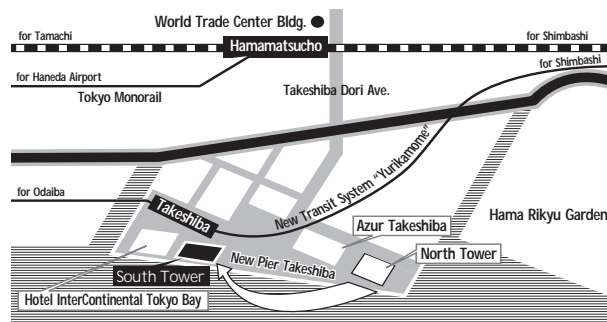 World Trade Center Bldg.
for Tamachi
Hamamatsucho
for Shimbashi
for Shimbashi
for Haneda Airport
Tokyo Monorail
Takeshiba Dori Ave.
New Transit System "Yurikamome"
for Odaiba
Takeshiba
Azur Takeshiba
Hama Rikyu Garden
North Tower
New Pier Takeshiba
South Tower
Hotel InterContinental Tokyo Bay